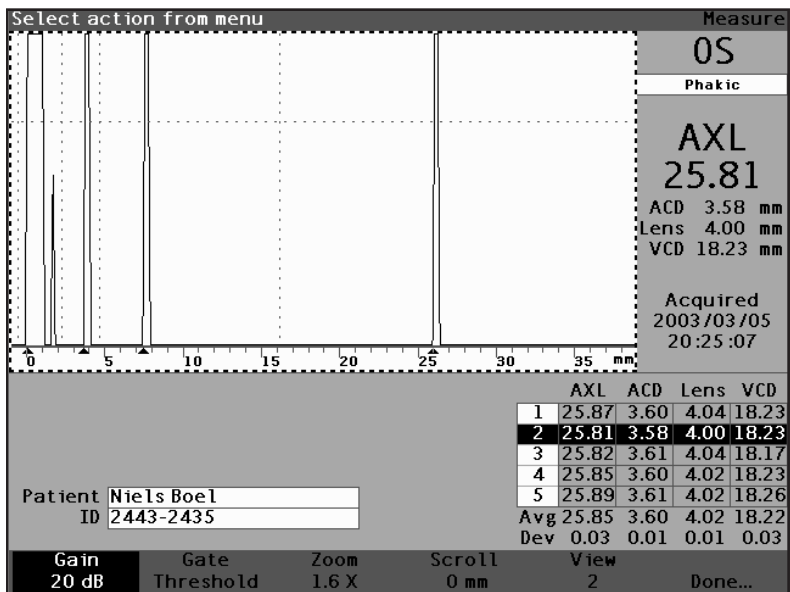 Select action from menu Measure
OS
Phakic
AXL
25.81
ACD 3.58 mm
Lens 4.00 mm
VCD 18.23 mm
Acquired
2003/03/05
20:25:07
0 5 10 15 20 25 30 35 mm
AXL ACD Lens VCD
1 25.87 3.60 4.04 18.23
2 25.81 3.58 4.00 18.23
3 25.82 3.61 4.04 18.17
4 25.85 3.60 4.02 18.23
5 25.89 3.61 4.02 18.26
Avg 25.85 3.60 4.02 18.22
Dev 0.03 0.01 0.01 0.03
Patient Niels Boel
ID 2443-2435
Gain Gate Zoom Scroll View
20 dB Threshold 1.6 X 0 mm 2 Done...